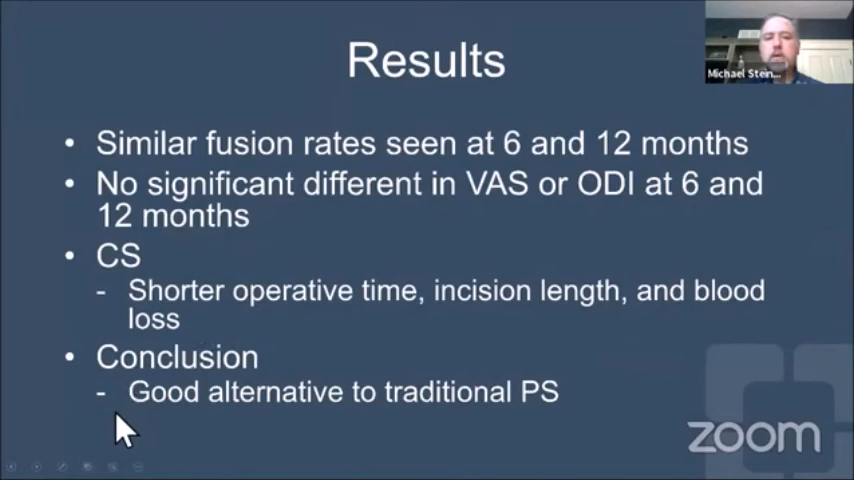 Results
Michael Stein...
• Similar fusion rates seen at 6 and 12 months
• No significant different in VAS or ODI at 6 and
12 months
• CS
- Shorter operative time, incision length, and blood
loss
• Conclusion
- Good alternative to traditional PS
zoom